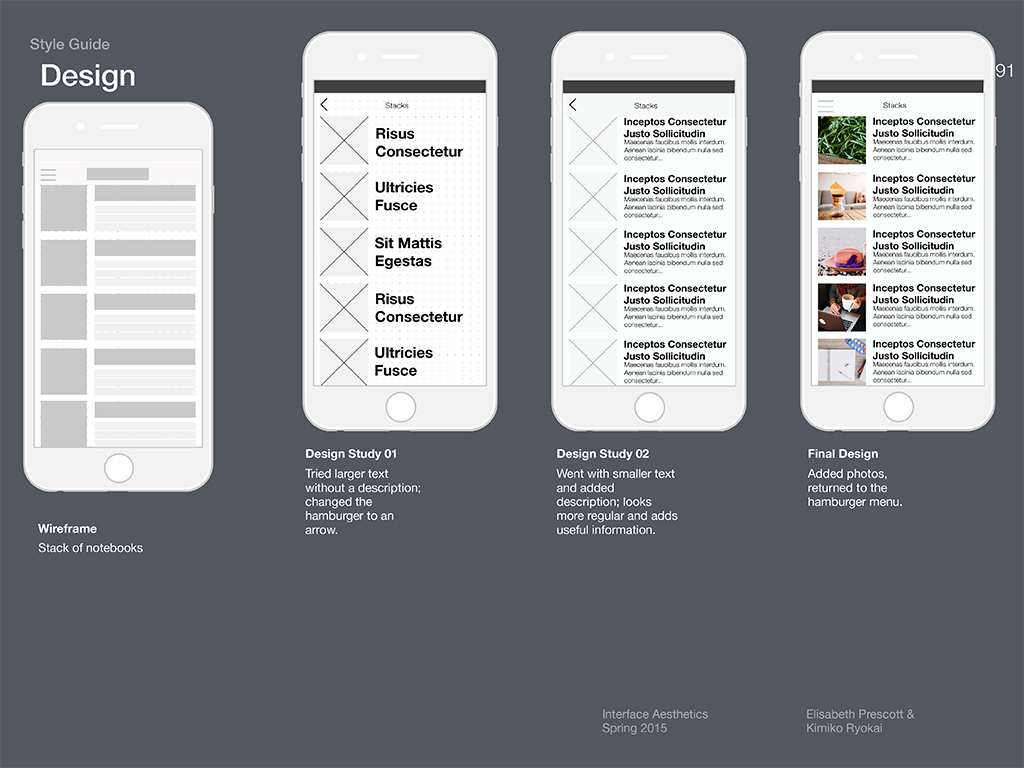 Style Guide
Design
91
Stacks
Risus
Consectetur
Ultricies
Fusce
Sit Mattis
Egestas
Risus
Consectetur
Ultricies
Fusce
Stacks
Inceptos Consectetur
Justo Sollicitudin
Maecenas faucibus mollis interdum.
Aenean lacinia bibendum nulla sed
consectetur...
Inceptos Consectetur
Justo Sollicitudin
Maecenas faucibus mollis interdum.
Aenean lacinia bibendum nulla sed
consectetur...
Inceptos Consectetur
Justo Sollicitudin
Maecenas faucibus mollis interdum.
Aenean lacinia bibendum nulla sed
consectetur...
Inceptos Consectetur
Justo Sollicitudin
Maecenas faucibus mollis interdum.
Aenean lacinia bibendum nulla sed
consectetur...
Inceptos Consectetur
Justo Sollicitudin
Maecenas faucibus mollis interdum.
Aenean lacinia bibendum nulla sed
consectetur...
Stacks
Inceptos Consectetur
Justo Sollicitudin
Maecenas faucibus mollis interdum.
Aenean lacinia bibendum nulla sed
consectetur...
Inceptos Consectetur
Justo Sollicitudin
Maecenas faucibus mollis interdum.
Aenean lacinia bibendum nulla sed
consectetur...
Inceptos Consectetur
Justo Sollicitudin
Maecenas faucibus mollis interdum.
Aenean lacinia bibendum nulla sed
consectetur...
Inceptos Consectetur
Justo Sollicitudin
Maecenas faucibus mollis interdum.
Aenean lacinia bibendum nulla sed
consectetur...
Inceptos Consectetur
Justo Sollicitudin
Maecenas faucibus mollis interdum.
Aenean lacinia bibendum nulla sed
consectetur...
Wireframe
Stack of notebooks
Design Study 01
Tried larger text
without a description;
changed the
hamburger to an
arrow.
Design Study 02
Went with smaller text
and added
description; looks
more regular and adds
useful information.
Final Design
Added photos,
returned to the
hamburger menu.
Interface Aesthetics
Spring 2015
Elisabeth Prescott &
Kimiko Ryokai